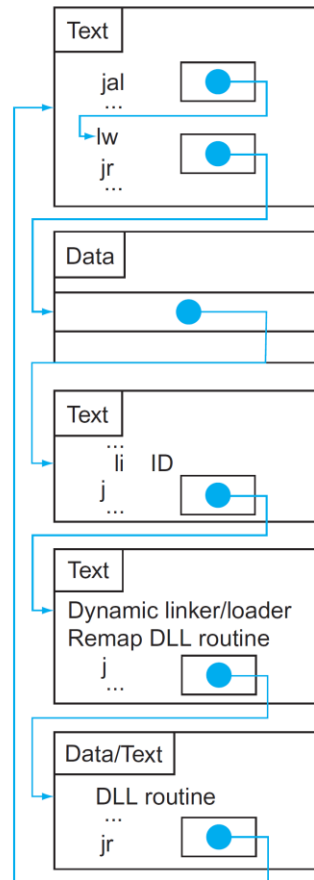 Text
jal
...
lw
jr
...
Data
Text
...
li ID
j
...
Text
Dynamic linker/loader
Remap DLL routine
j
...
Data/Text
DLL routine
...
jr